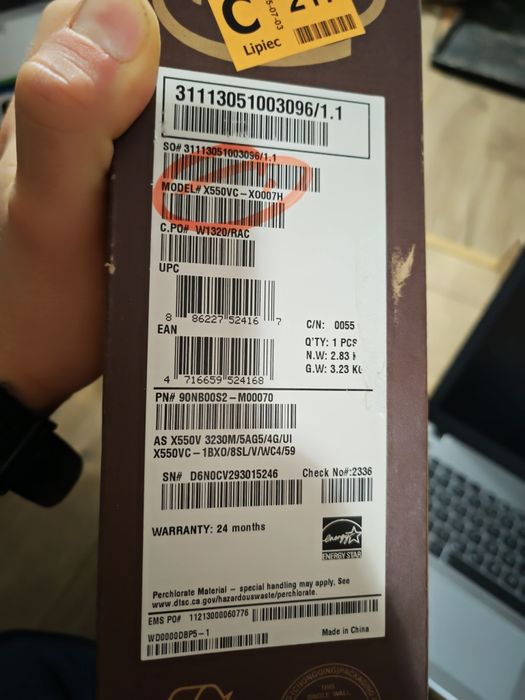 C
5-07-03
Lipiec
31113051003096/1.1
SO# 31113051003096/1.1
MODEL# X550VC-XO007H
C.PO# W1320/RAC
UPC
8 86227 52416 7
EAN
4 716659 524168
C/N: 0055
Q'TY: 1 PCS
N.W: 2.83
G.W: 3.23 KG
PN# 90NB00S2-M00070
AS X550V 3230M/5AG5/4G/UI
X550VC-1BXO/8SL/V/WC4/59
SN# D6N0CV293015246
Check No#:2336
WARRANTY: 24 months
energy
ENERGY STAR
Perchlorate Material - special handling may apply. See
www.dtsc.ca.gov/hazardouswaste/perchlorate.
EMS PO# 11213000060776
WD0000DBP5-1
Made in China